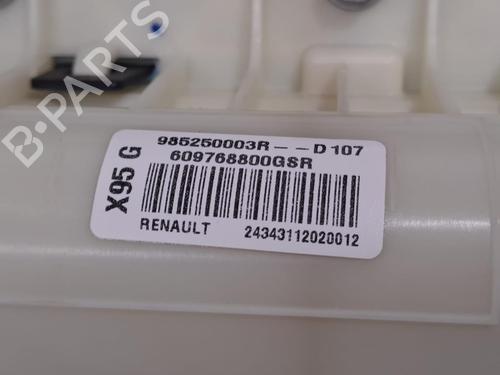 985250003R -- D 107
609768800GSR
X95 G
RENAULT 24343112020012
B-PARTS